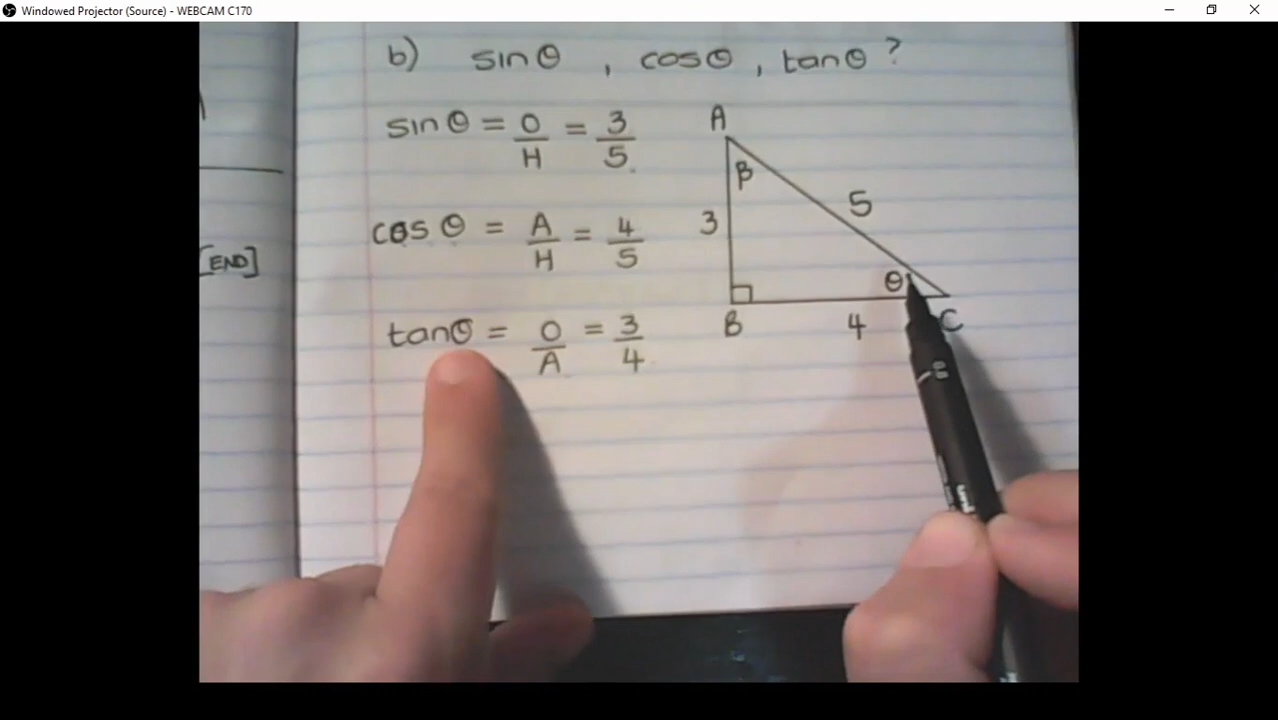 Windowed Projector (Source) - WEBCAM C170
b) sinθ , cosθ , tanθ ?
sinθ = O/H = 3/5
A
β
5
cosθ = A/H = 4/5
3
[END]
θ
tanθ = O/A = 3/4
B
4
C